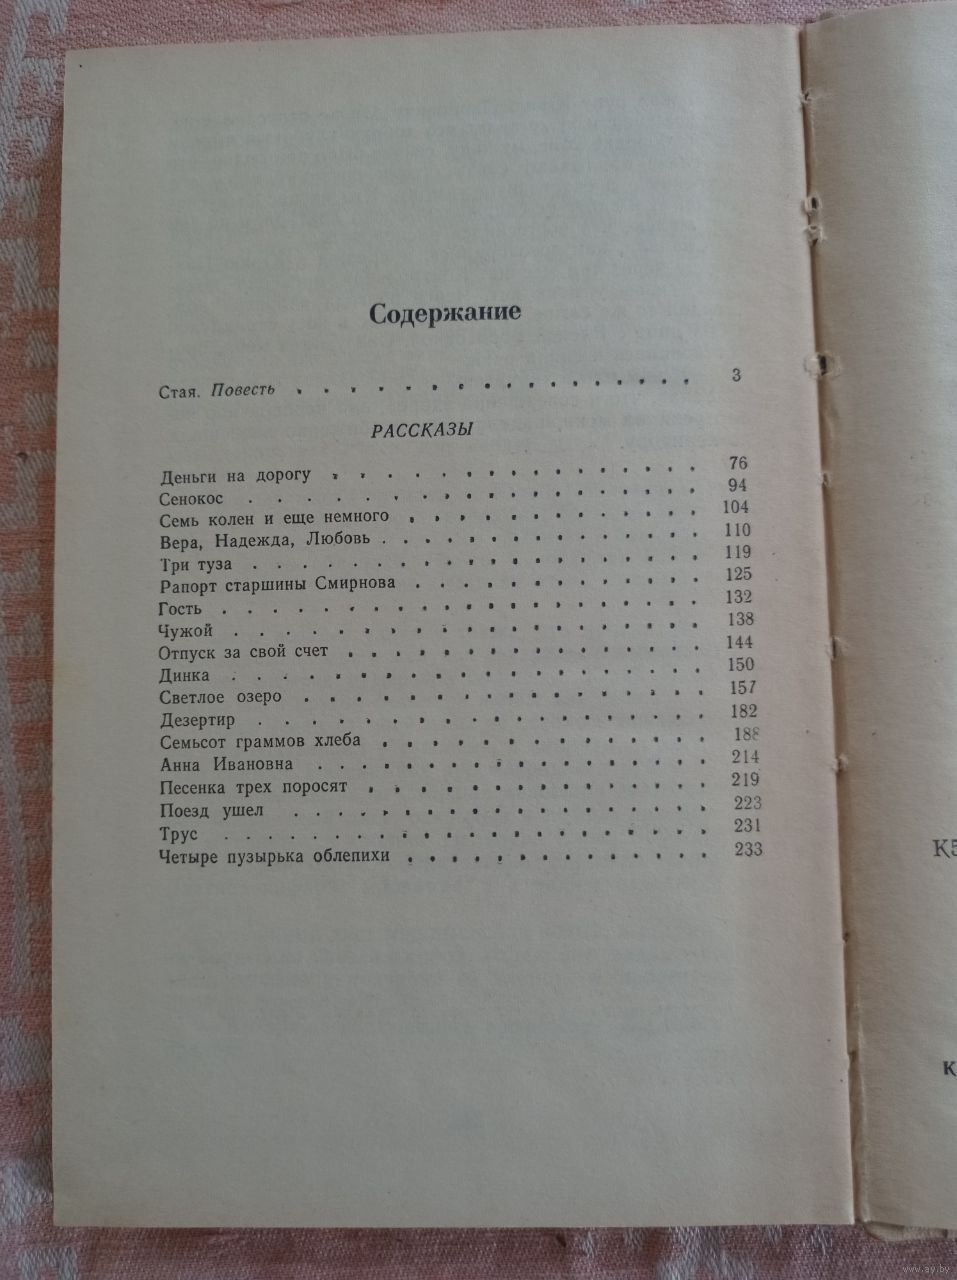 Содержание
Стая. Повесть . . . . . . . . . . . . . . . . 3
РАССКАЗЫ
Деньги на дорогу . . . . . . . . . . . . . . 76
Сенокос . . . . . . . . . . . . . . . . . . 94
Семь колен и еще немного . . . . . . . . . . . . 104
Вера, Надежда, Любовь . . . . . . . . . . . . . 110
Три туза . . . . . . . . . . . . . . . . . . 119
Рапорт старшины Смирнова . . . . . . . . . . . . 125
Гость . . . . . . . . . . . . . . . . . . . 132
Чужой . . . . . . . . . . . . . . . . . . . 138
Отпуск за свой счет . . . . . . . . . . . . . . 144
Динка . . . . . . . . . . . . . . . . . . . 150
Светлое озеро . . . . . . . . . . . . . . . . 157
Дезертир . . . . . . . . . . . . . . . . . . 182
Семьсот граммов хлеба . . . . . . . . . . . . . 188
Анна Ивановна . . . . . . . . . . . . . . . . 214
Песенка трех поросят . . . . . . . . . . . . . . 219
Поезд ушел . . . . . . . . . . . . . . . . . 223
Трус . . . . . . . . . . . . . . . . . . . 231
Четыре пузырька облепихи . . . . . . . . . . . . 233
www.ay.by